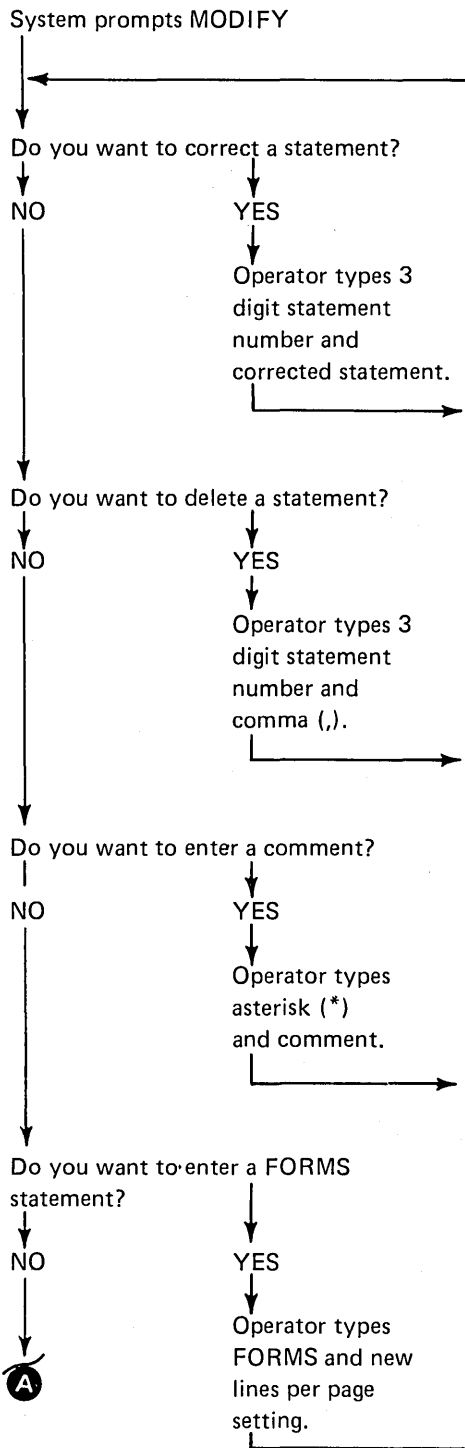 System prompts MODIFY
Do you want to correct a statement?
NO YES
Operator types 3
digit statement
number and
corrected statement.
Do you want to delete a statement?
NO YES
Operator types 3
digit statement
number and
comma (,).
Do you want to enter a comment?
NO YES
Operator types
asterisk (*)
and comment.
Do you want to enter a FORMS
statement?
NO YES
Operator types
FORMS and new
lines per page
setting.
A